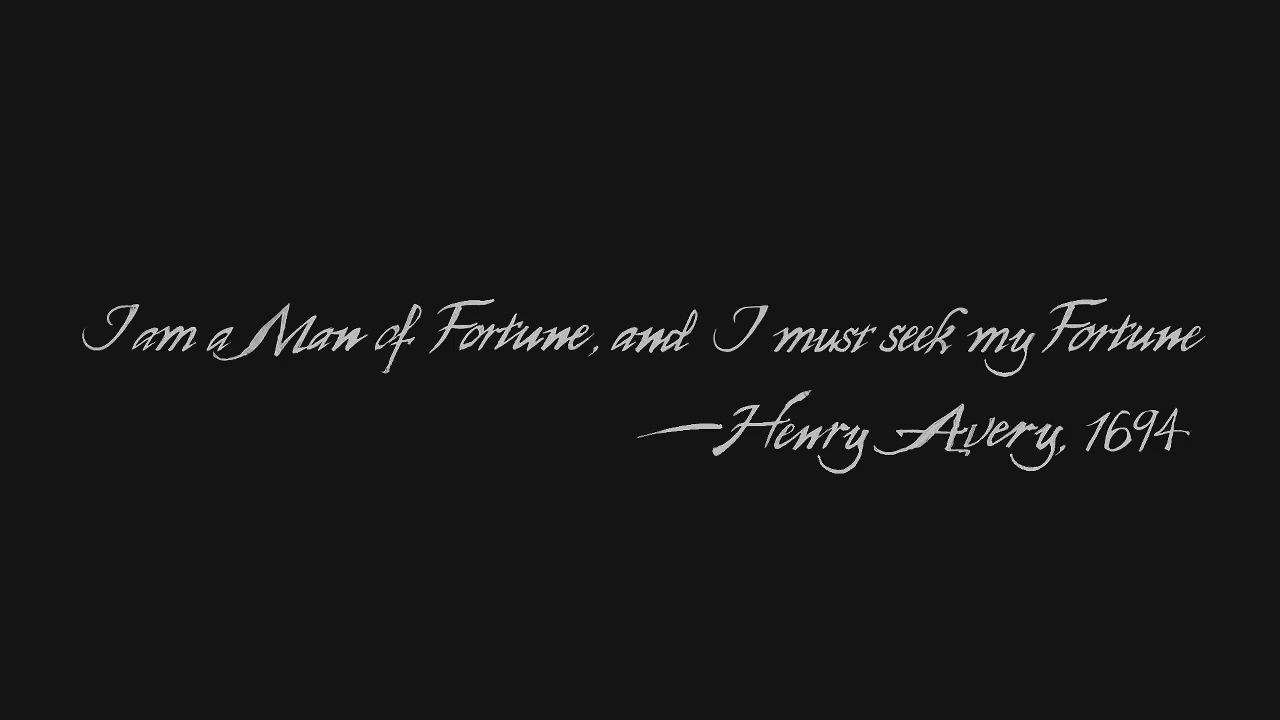 I am a Man of Fortune, and I must seek my Fortune
—Henry Avery, 1694